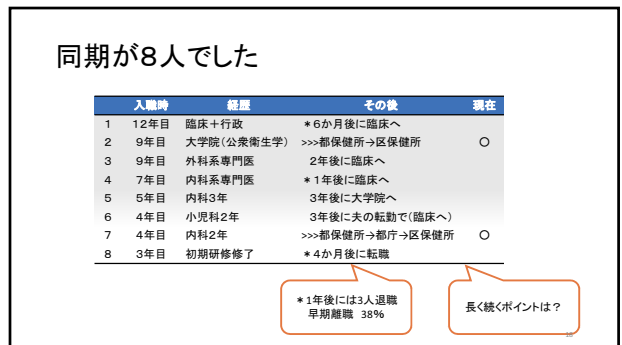 同期が8人でした
入職時 経歴 その後 現在
1 12年目 臨床＋行政 ＊6か月後に臨床へ
2 9年目 大学院(公衆衛生学) >>>都保健所→区保健所 〇
3 9年目 外科系専門医 2年後に臨床へ
4 7年目 内科系専門医 ＊1年後に臨床へ
5 5年目 内科3年 3年後に大学院へ
6 4年目 小児科2年 3年後に夫の転勤で(臨床へ)
7 4年目 内科2年 >>>都保健所→都庁→区保健所 〇
8 3年目 初期研修修了 ＊4か月後に転職
＊1年後には3人退職
早期離職 38%
長く続くポイントは？